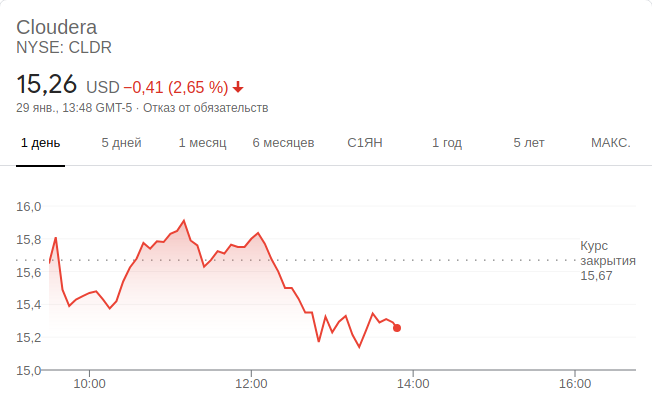 Cloudera
NYSE: CLDR
15,26 USD −0,41 (2,65 %)
29 янв., 13:48 GMT-5 · Отказ от обязательств
1 день 5 дней 1 месяц 6 месяцев С1ЯН 1 год 5 лет МАКС.
16,0
15,8
15,6
15,4
15,2
15,0
Курс
закрытия
15,67
10:00 12:00 14:00 16:00